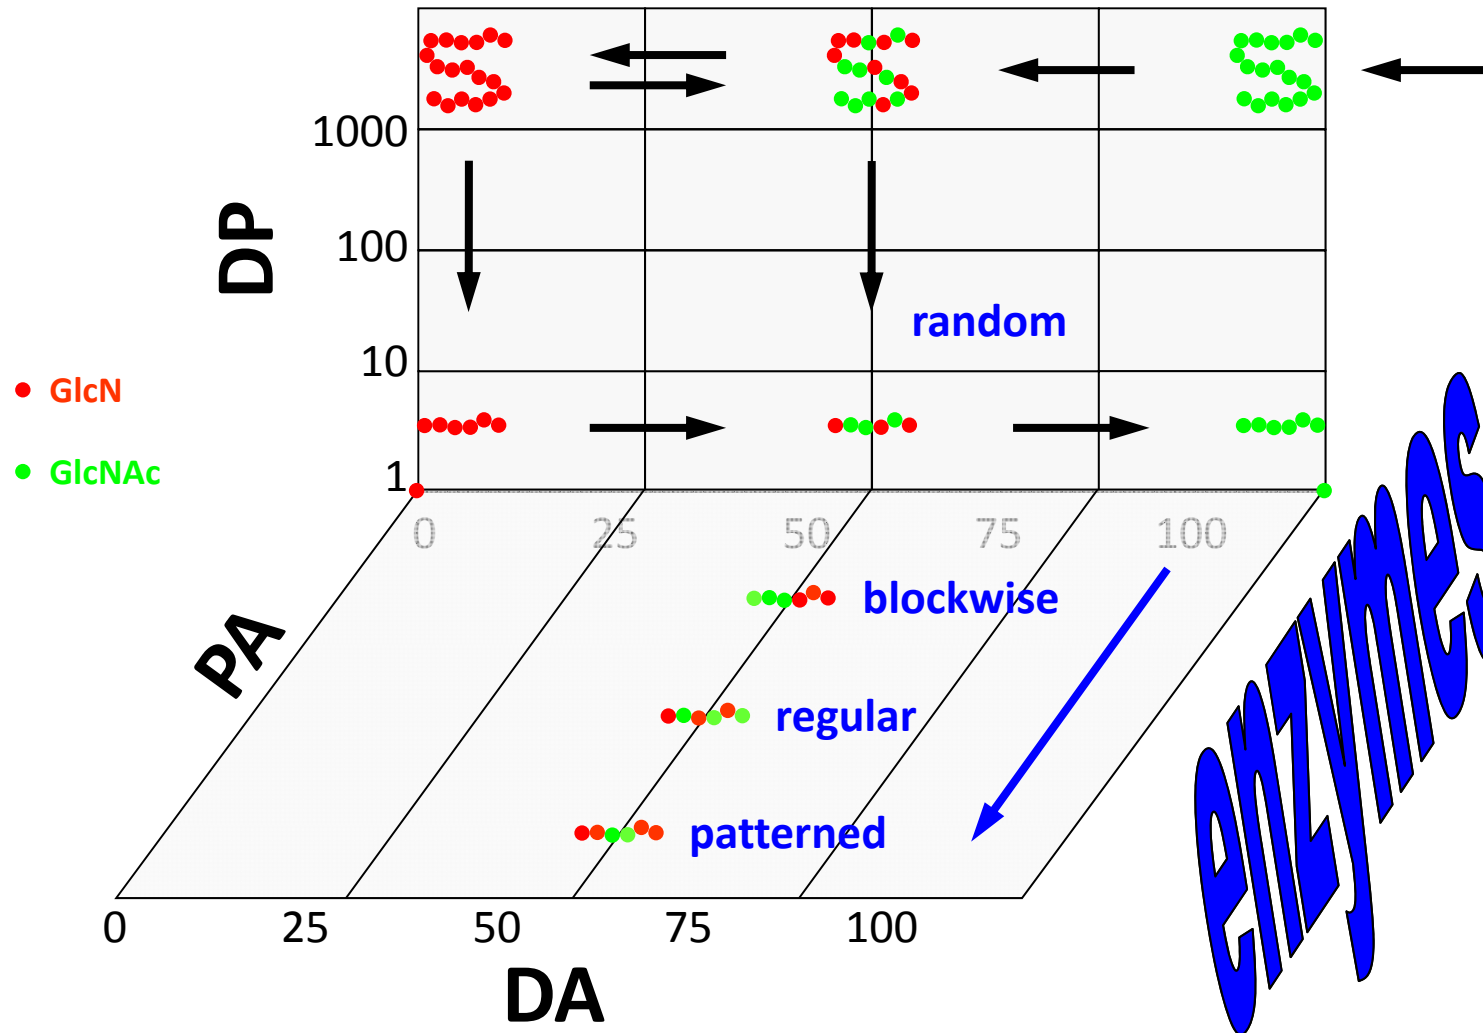 1000
DP
100
random
10
GlcN
GlcNAc
1
0 25 50 75 100
blockwise
PA
regular
patterned
0 25 50 75 100
DA
enzymes